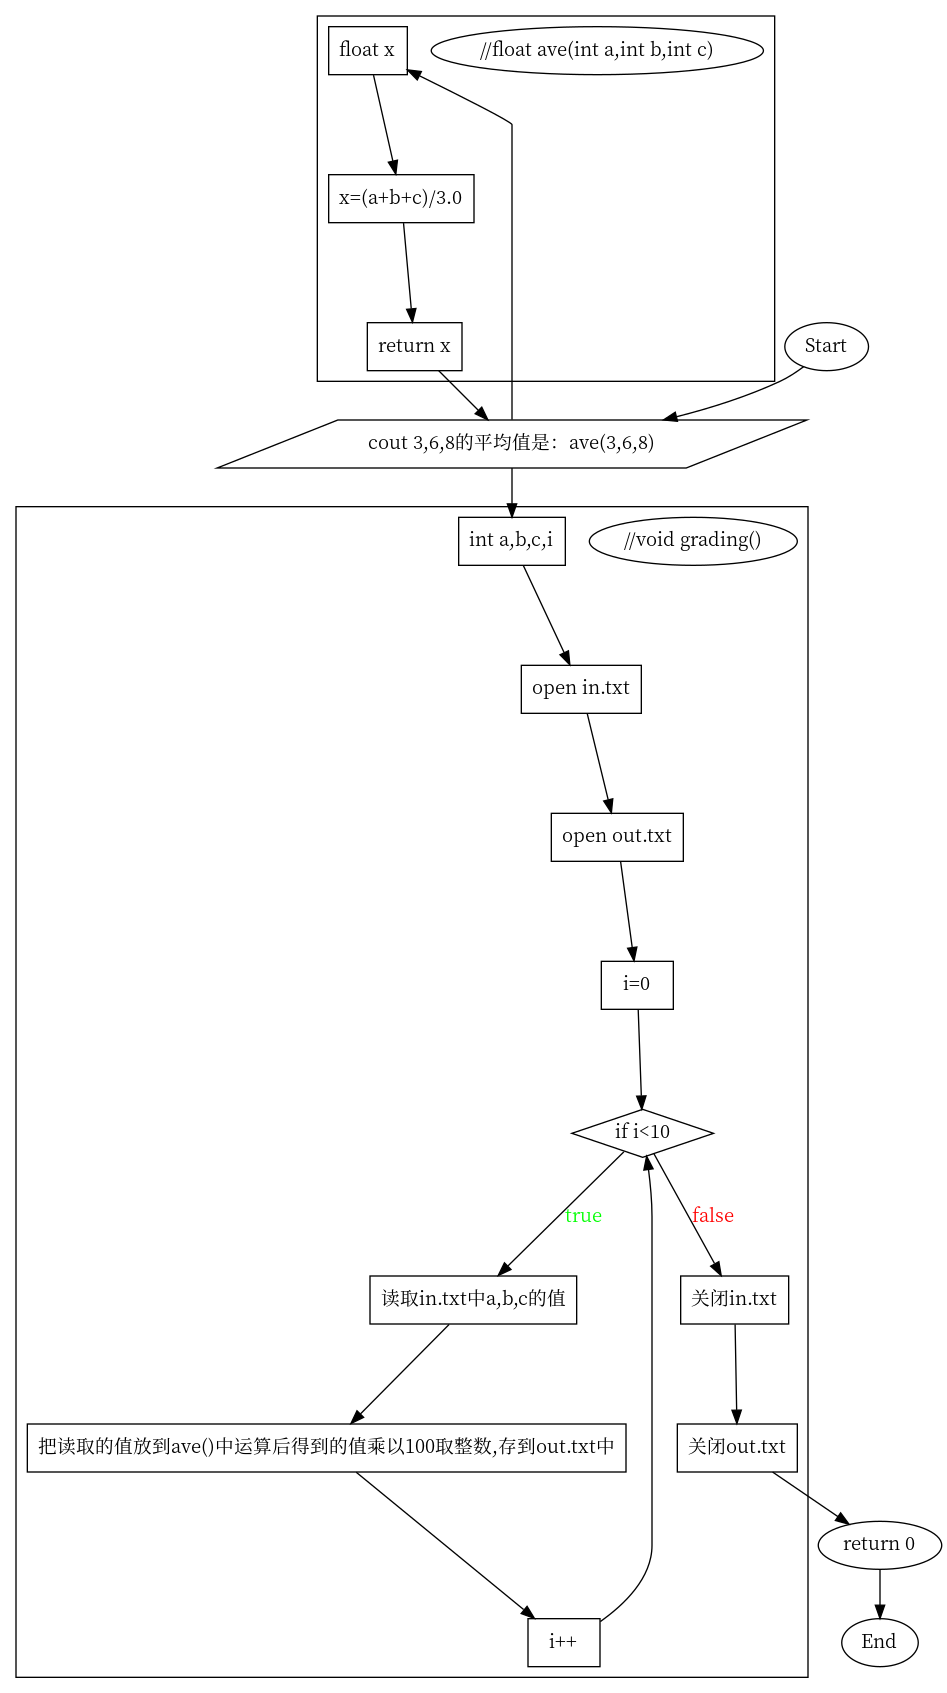 float x
//float ave(int a,int b,int c)
x=(a+b+c)/3.0
return x
Start
cout 3,6,8的平均值是：ave(3,6,8)
int a,b,c,i
//void grading()
open in.txt
open out.txt
i=0
if i<10
true
false
读取in.txt中a,b,c的值
关闭in.txt
把读取的值放到ave()中运算后得到的值乘以100取整数,存到out.txt中
关闭out.txt
return 0
i++
End